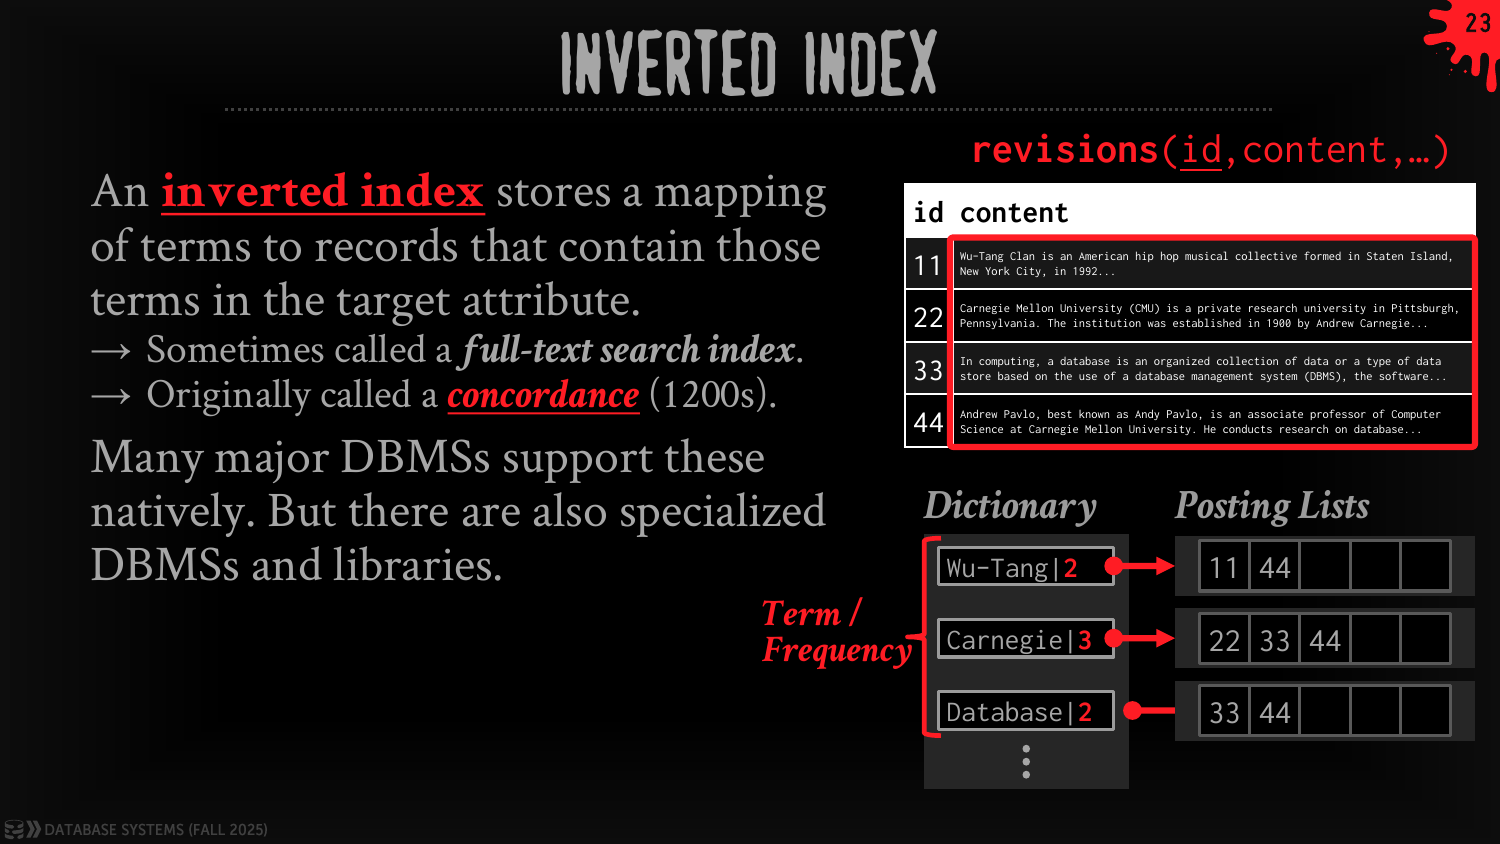 23
INVERTED INDEX
An inverted index stores a mapping
of terms to records that contain those
terms in the target attribute.
→ Sometimes called a full-text search index.
→ Originally called a concordance (1200s).
Many major DBMSs support these
natively. But there are also specialized
DBMSs and libraries.
revisions(id,content,…)
id content
11 Wu-Tang Clan is an American hip hop musical collective formed in Staten Island,
New York City, in 1992...
22 Carnegie Mellon University (CMU) is a private research university in Pittsburgh,
Pennsylvania. The institution was established in 1900 by Andrew Carnegie...
33 In computing, a database is an organized collection of data or a type of data
store based on the use of a database management system (DBMS), the software...
44 Andrew Pavlo, best known as Andy Pavlo, is an associate professor of Computer
Science at Carnegie Mellon University. He conducts research on database...
Dictionary
Posting Lists
Term /
Frequency
Wu-Tang|2
11 44
Carnegie|3
22 33 44
Database|2
33 44
DATABASE SYSTEMS (FALL 2025)